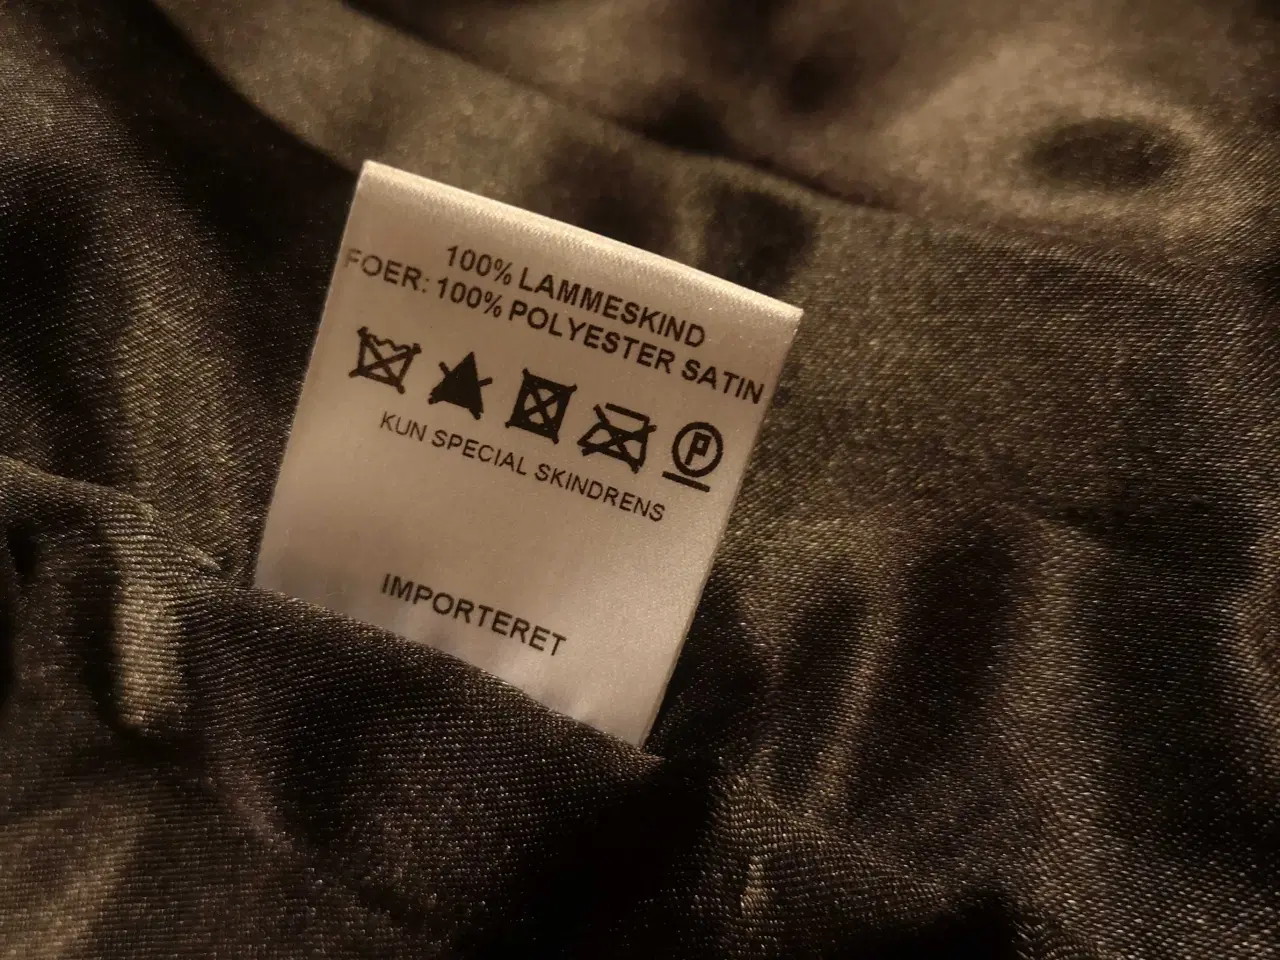 100% LAMMESKIND
FOER: 100% POLYESTER SATIN
P
KUN SPECIAL SKINDRENS
IMPORTERET